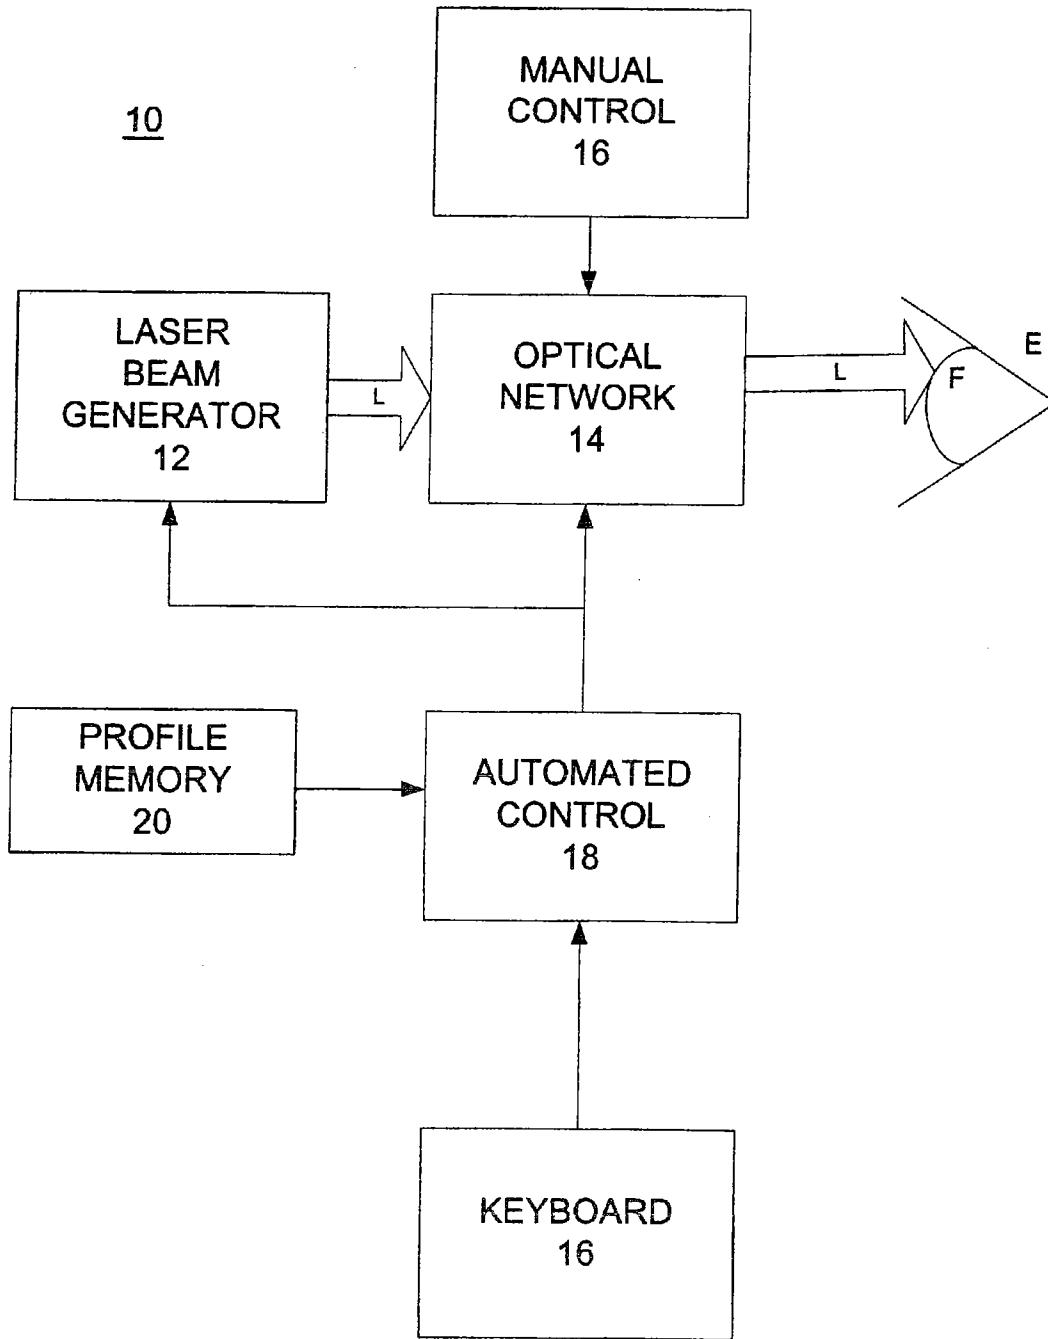 MANUAL
CONTROL
16
10
LASER
BEAM
GENERATOR
12
L
OPTICAL
NETWORK
14
L
F
E
PROFILE
MEMORY
20
AUTOMATED
CONTROL
18
KEYBOARD
16